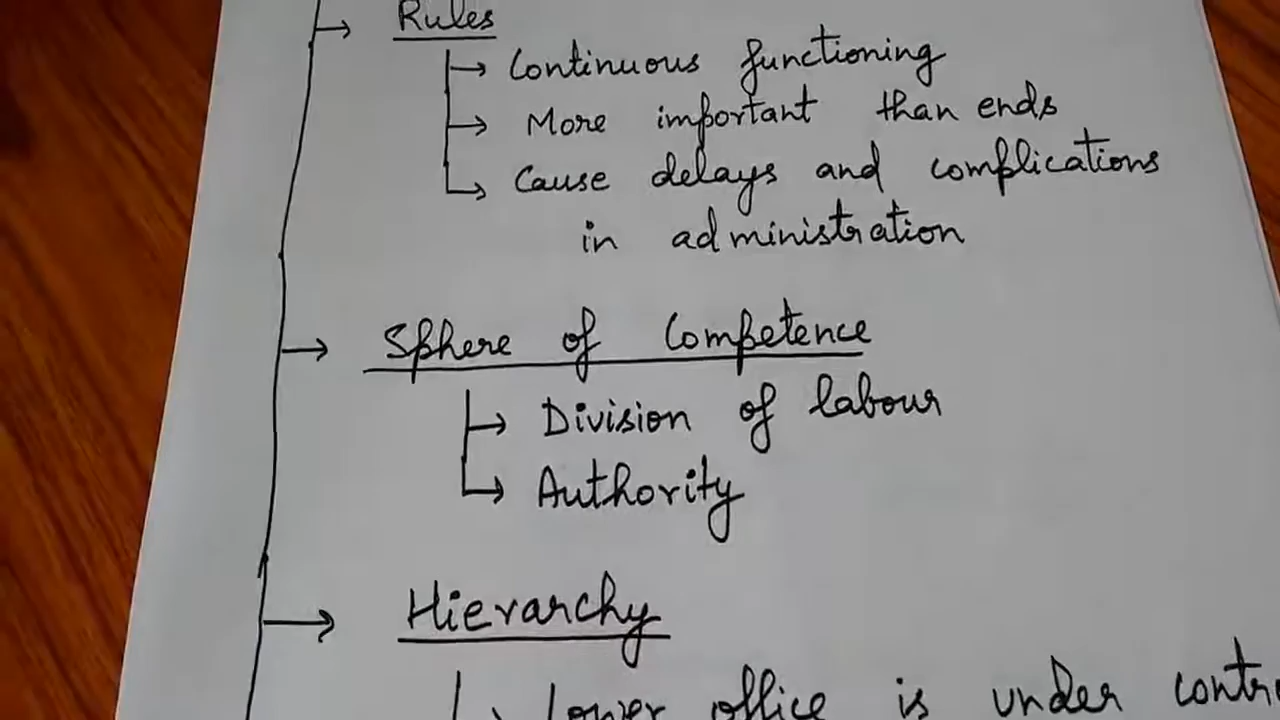 Rules
Continuous functioning
More important than ends
Cause delays and complications
in administration
Sphere of Competence
Division of labour
Authority
Hierarchy
Lower office is under